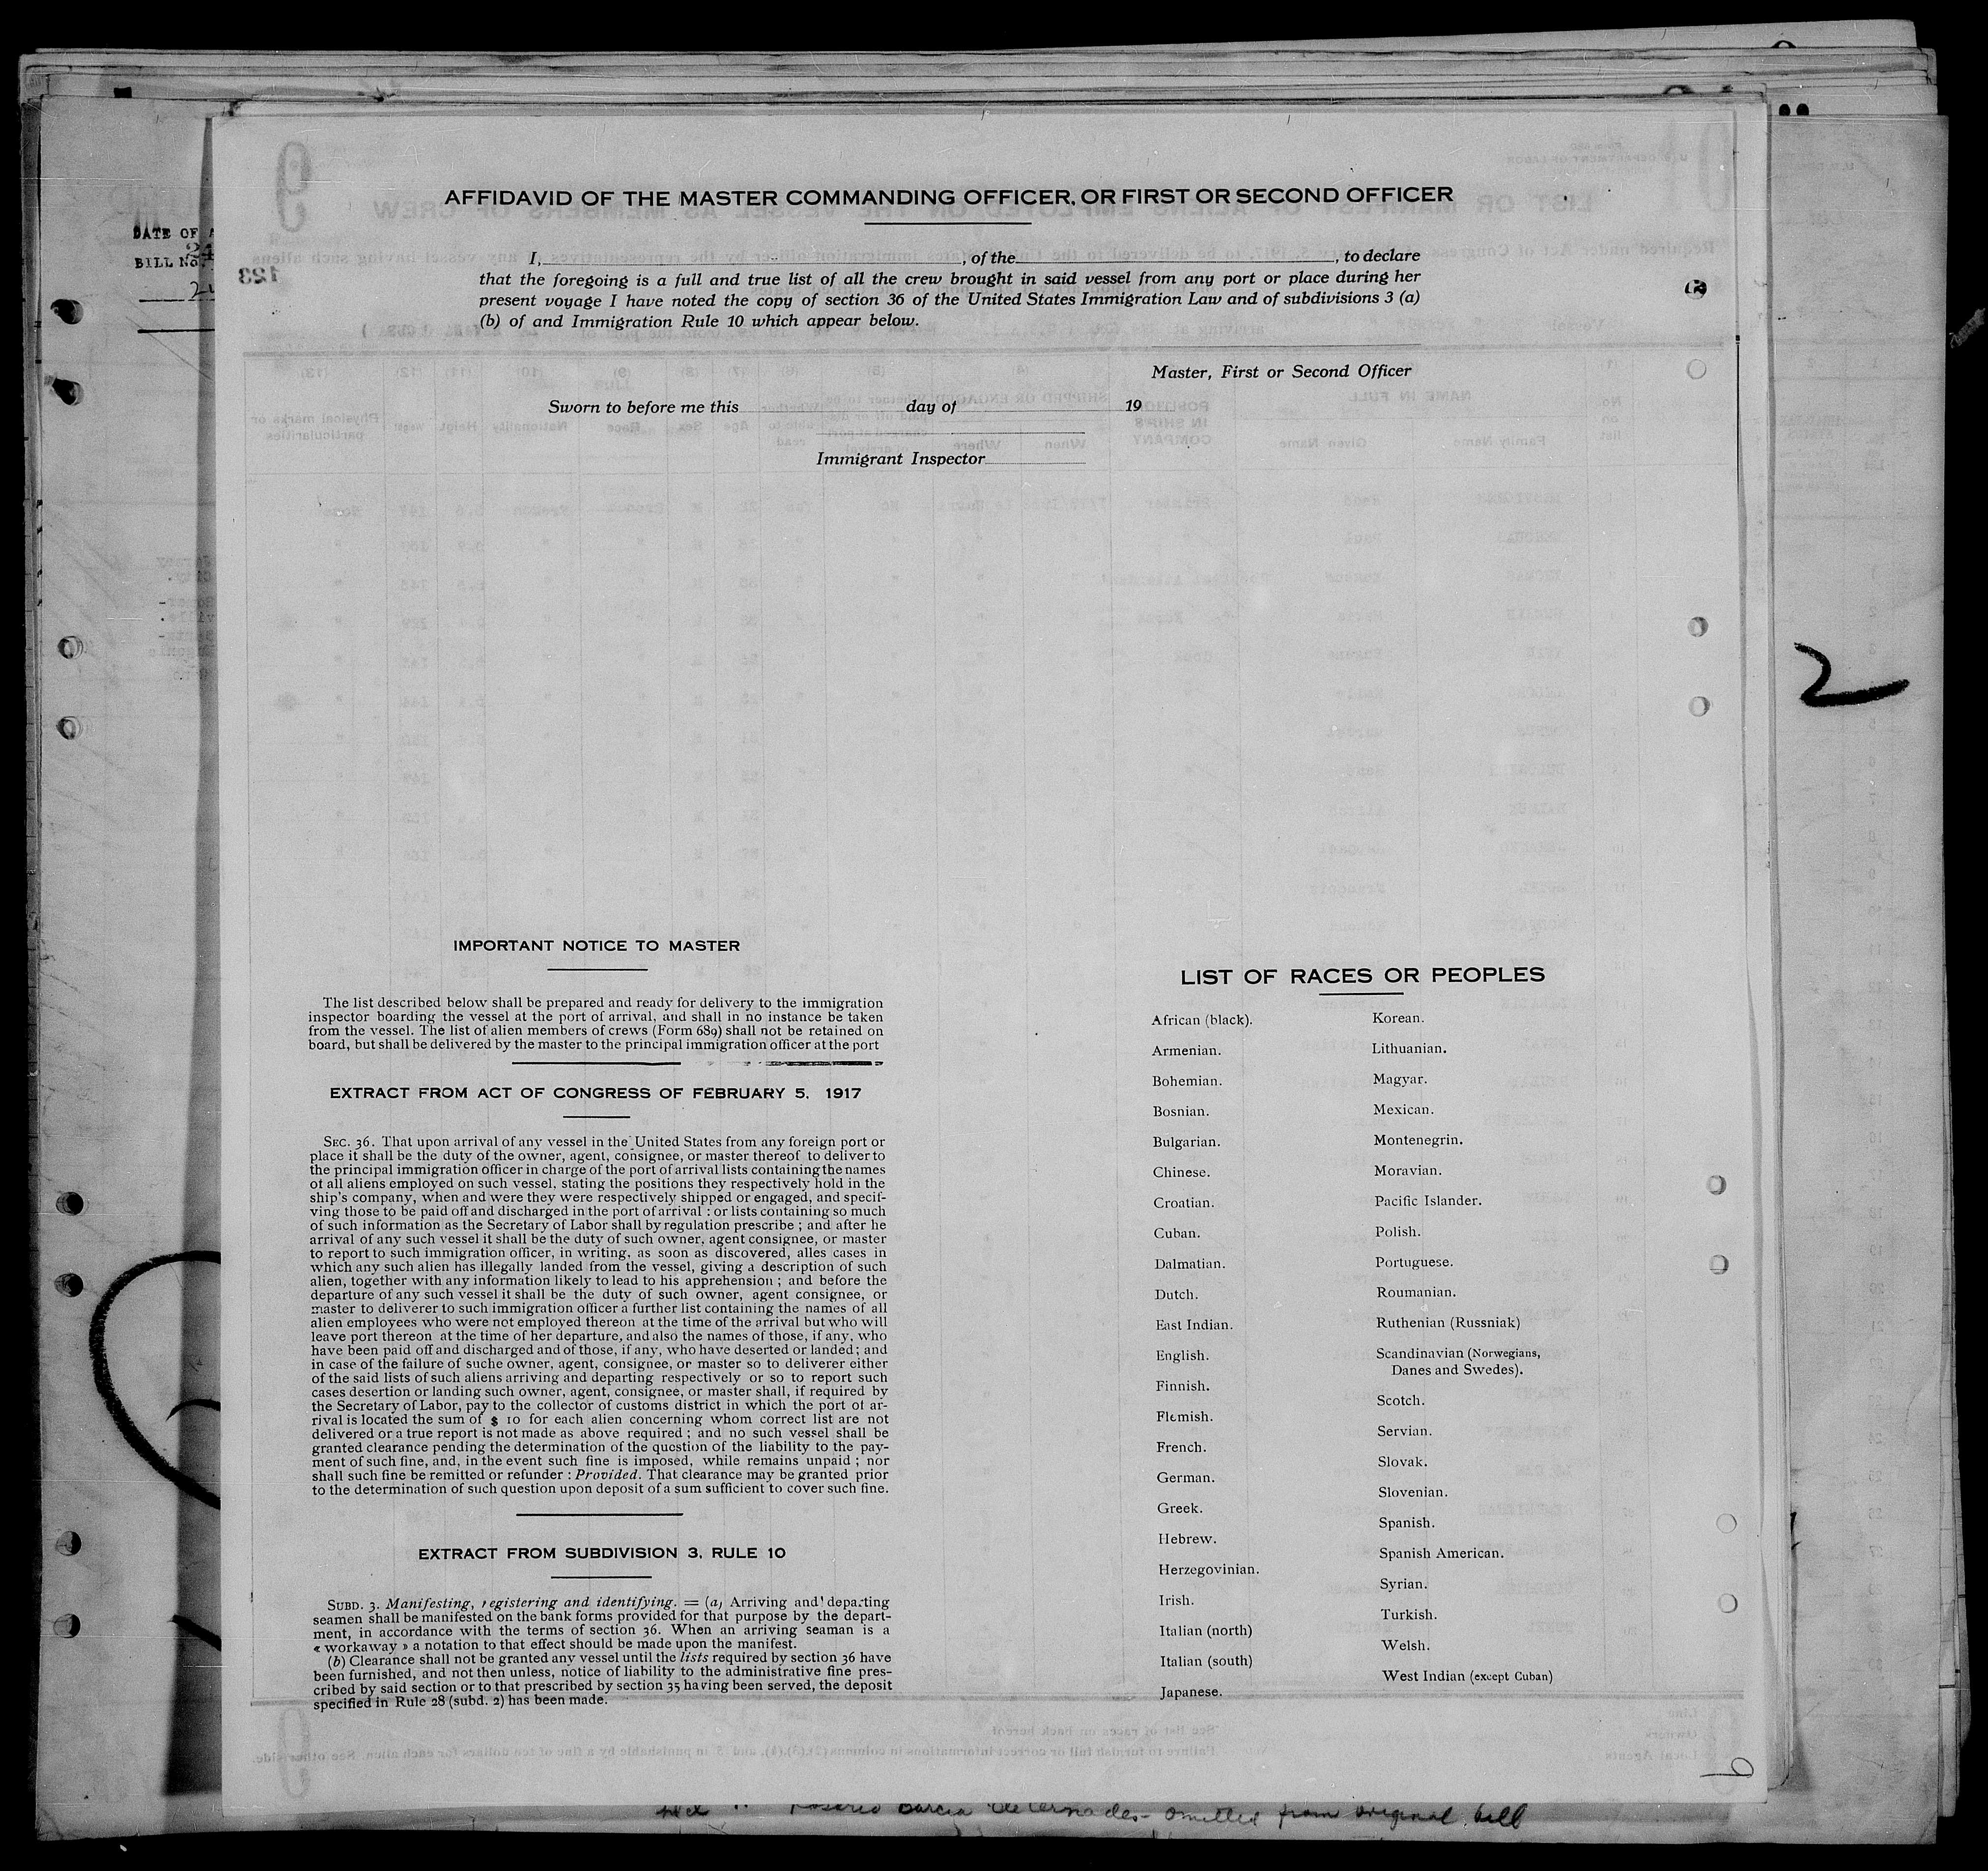 AFFIDAVID OF THE MASTER COMMANDING OFFICER, OR FIRST OR SECOND OFFICER
DATE OF
BILL No.
I, , of the , to declare
that the foregoing is a full and true list of all the crew brought in said vessel from any port or place during her
present voyage I have noted the copy of section 36 of the United States Immigration Law and of subdivisions 3 (a)
(b) of and Immigration Rule 10 which appear below.
Master, First or Second Officer
Sworn to before me this day of 19
Immigrant Inspector
2
IMPORTANT NOTICE TO MASTER
The list described below shall be prepared and ready for delivery to the immigration
inspector boarding the vessel at the port of arrival, and shall in no instance be taken
from the vessel. The list of alien members of crews (Form 689) shall not be retained on
board, but shall be delivered by the master to the principal immigration officer at the port
EXTRACT FROM ACT OF CONGRESS OF FEBRUARY 5, 1917
SEC. 36. That upon arrival of any vessel in the United States from any foreign port or
place it shall be the duty of the owner, agent, consignee, or master thereof to deliver to
the principal immigration officer in charge of the port of arrival lists containing the names
of all aliens employed on such vessel, stating the positions they respectively hold in the
ship's company, when and were they were respectively shipped or engaged, and specif-
ving those to be paid off and discharged in the port of arrival : or lists containing so much
of such information as the Secretary of Labor shall by regulation prescribe ; and after he
arrival of any such vessel it shall be the duty of such owner, agent consignee, or master
to report to such immigration officer, in writing, as soon as discovered, alles cases in
which any such alien has illegally landed from the vessel, giving a description of such
alien, together with any information likely to lead to his apprehension ; and before the
departure of any such vessel it shall be the duty of such owner, agent consignee, or
master to deliverer to such immigration officer a further list containing the names of all
alien employees who were not employed thereon at the time of the arrival but who will
leave port thereon at the time of her departure, and also the names of those, if any, who
have been paid off and discharged and of those, if any, who have deserted or landed ; and
in case of the failure of suche owner, agent, consignee, or master so to deliverer either
of the said lists of such aliens arriving and departing respectively or so to report such
cases desertion or landing such owner, agent, consignee, or master shall, if required by
the Secretary of Labor, pay to the collector of customs district in which the port of ar-
rival is located the sum of $ 10 for each alien concerning whom correct list are not
delivered or a true report is not made as above required ; and no such vessel shall be
granted clearance pending the determination of the question of the liability to the pay-
ment of such fine, and, in the event such fine is imposed, while remains unpaid ; nor
shall such fine be remitted or refunder : Provided. That clearance may be granted prior
to the determination of such question upon deposit of a sum sufficient to cover such fine.
EXTRACT FROM SUBDIVISION 3, RULE 10
SUBD. 3. Manifesting, registering and identifying. = (a) Arriving and departing
seamen shall be manifested on the bank forms provided for that purpose by the depart-
ment, in accordance with the terms of section 36. When an arriving seaman is a
« workaway » a notation to that effect should be made upon the manifest.
(b) Clearance shall not be granted any vessel until the lists required by section 36 have
been furnished, and not then unless, notice of liability to the administrative fine pres-
cribed by said section or to that prescribed by section 35 having been served, the deposit
specified in Rule 28 (subd. 2) has been made.
LIST OF RACES OR PEOPLES
African (black).
Armenian.
Bohemian.
Bosnian.
Bulgarian.
Chinese.
Croatian.
Cuban.
Dalmatian.
Dutch.
East Indian.
English.
Finnish.
Flemish.
French.
German.
Greek.
Hebrew.
Herzegovinian.
Irish.
Italian (north)
Italian (south)
Japanese.
Korean.
Lithuanian.
Magyar.
Mexican.
Montenegrin.
Moravian.
Pacific Islander.
Polish.
Portuguese.
Roumanian.
Ruthenian (Russniak)
Scandinavian (Norwegians,
Danes and Swedes).
Scotch.
Servian.
Slovak.
Slovenian.
Spanish.
Spanish American.
Syrian.
Turkish.
Welsh.
West Indian (except Cuban)
omitted from original bill